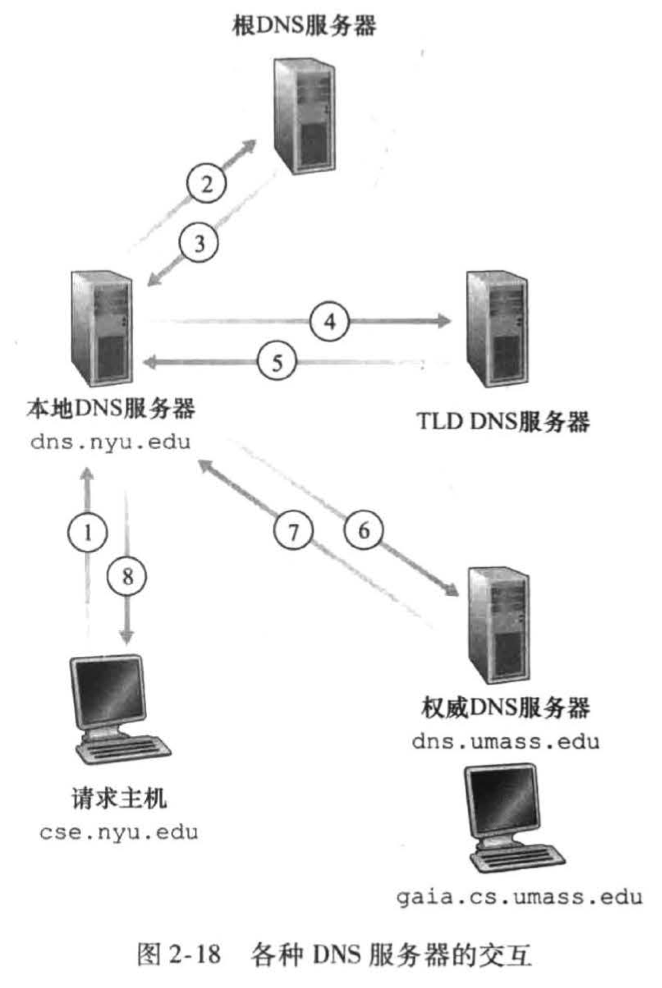 根DNS服务器
2
3
4
5
本地DNS服务器
dns.nyu.edu
TLD DNS服务器
1
8
7
6
权威DNS服务器
dns.umass.edu
请求主机
cse.nyu.edu
gaia.cs.umass.edu
图 2-18 各种 DNS 服务器的交互